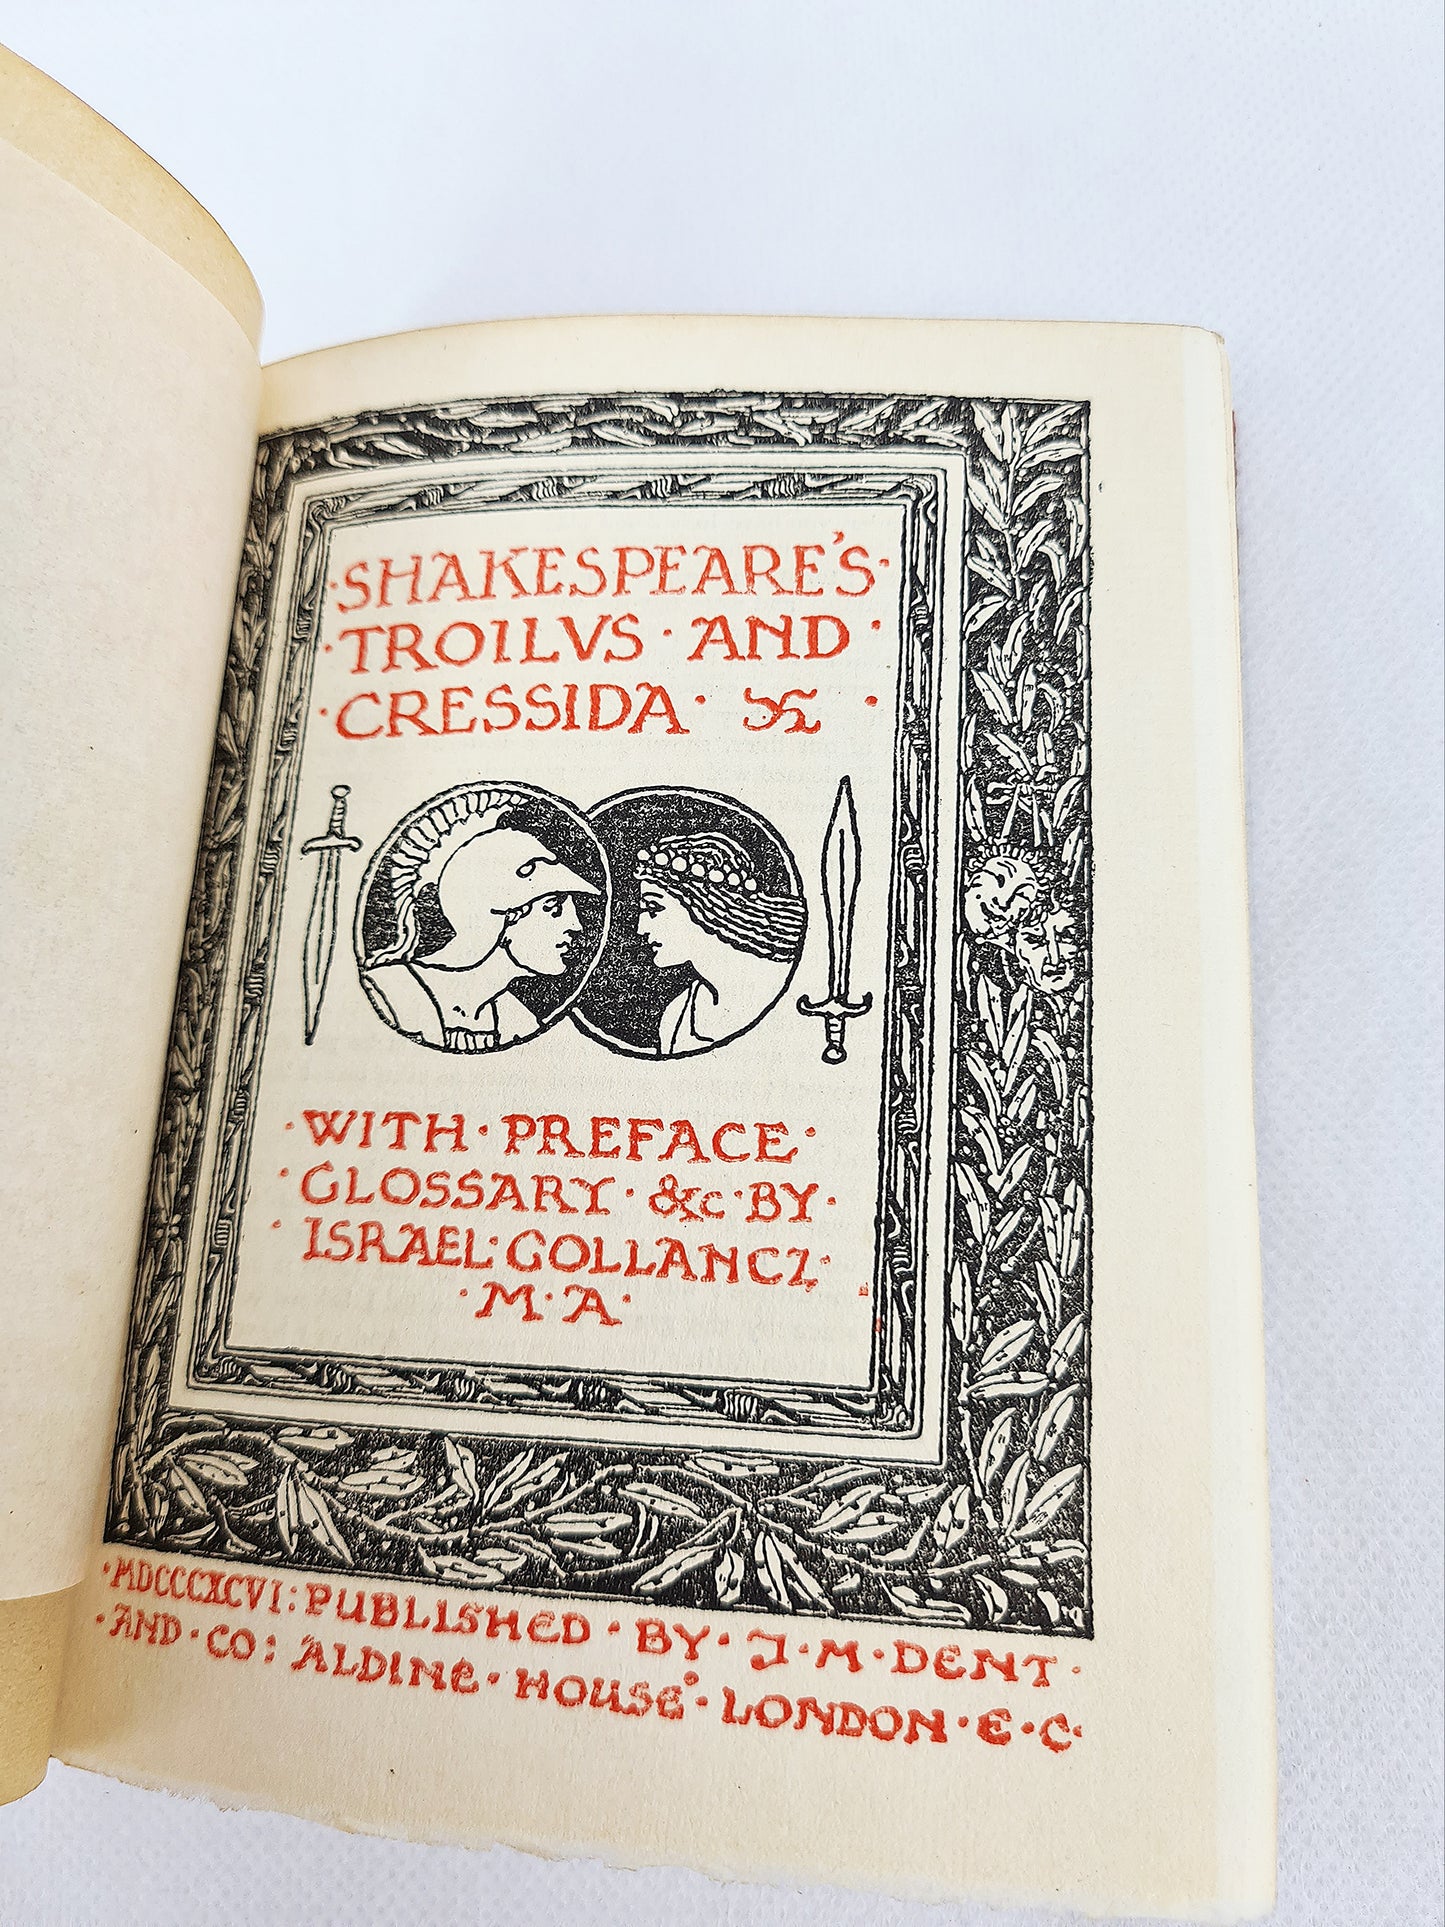 ·SHAKESPEARE'S·
·TROILVS · AND ·
·CRESSIDA· ·
·WITH·PREFACE·
·GLOSSARY·&c·BY·
·ISRAEL·GOLLANCZ·
·M·A·
·MDCCCXCVI:PUBLISHED·BY·J·M·DENT·
·AND·CO: ALDINE·HOUSE·LONDON·E·C·